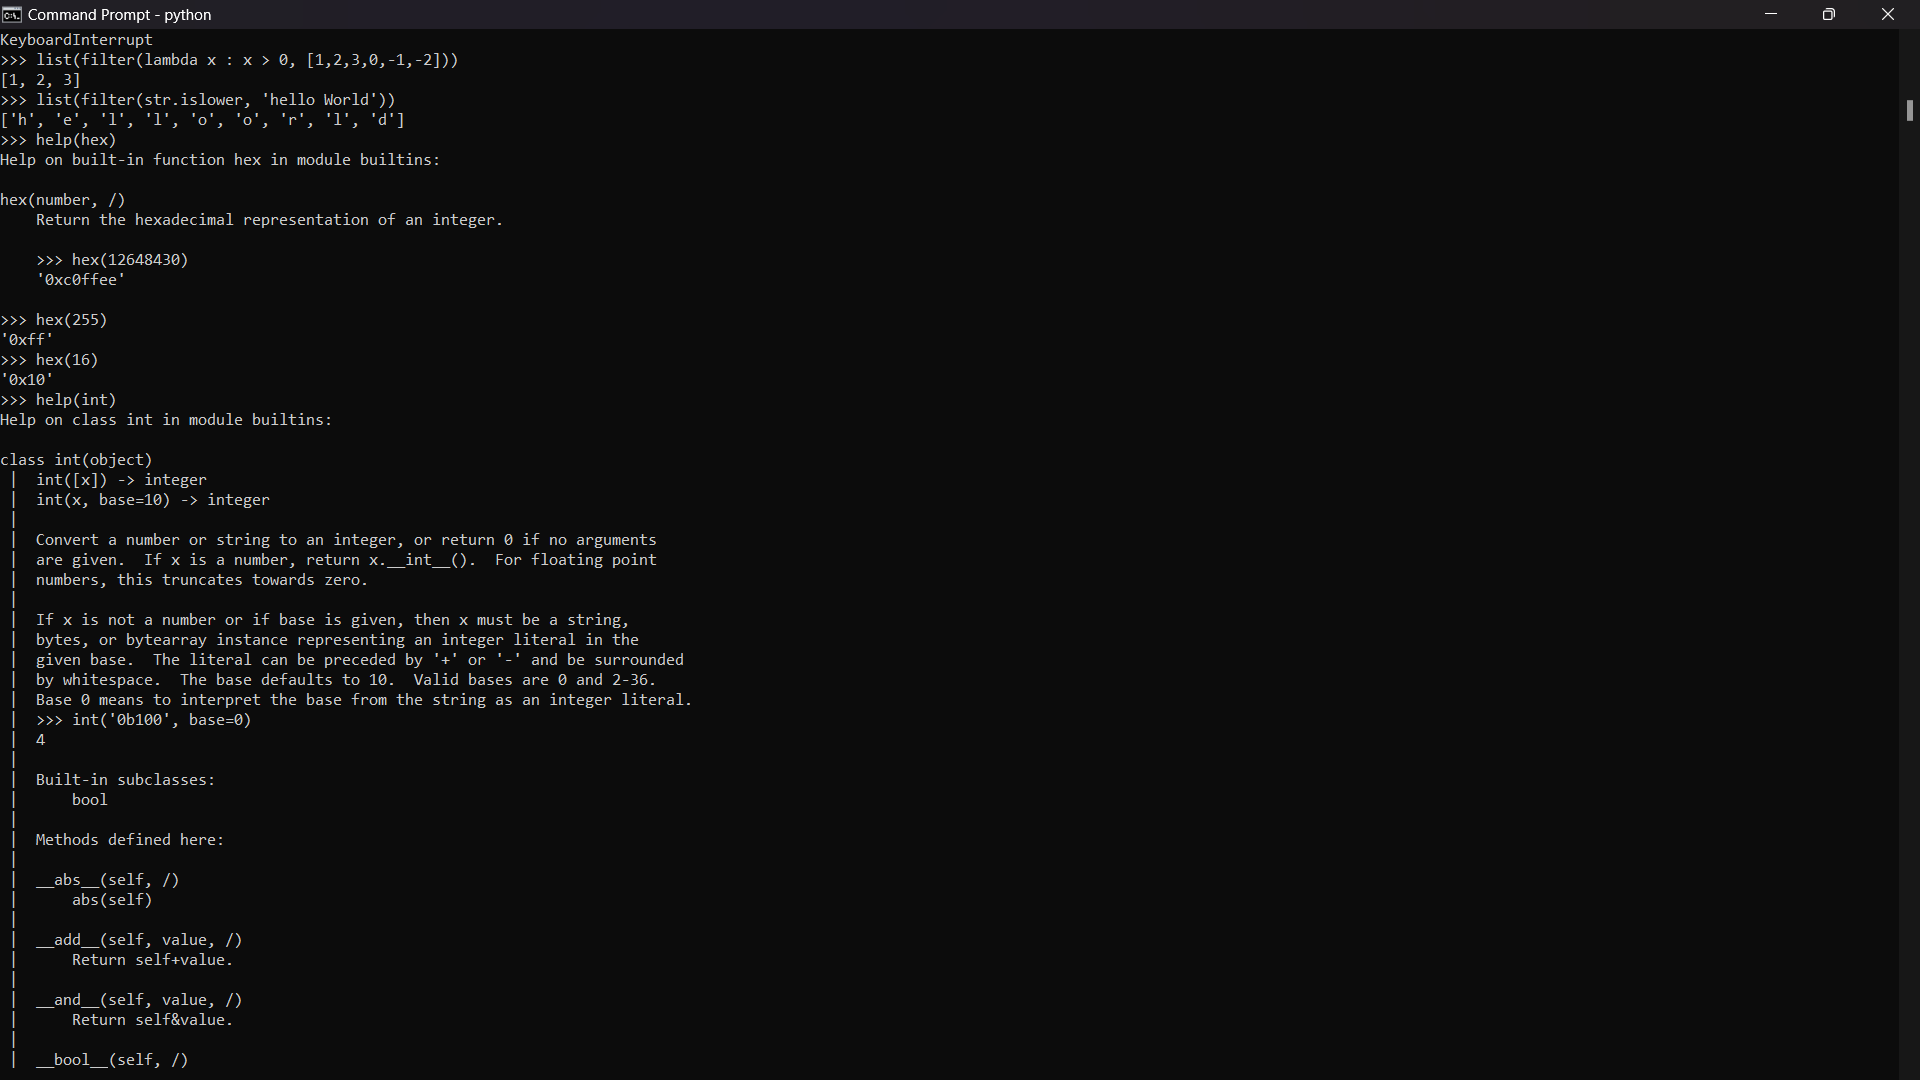 Command Prompt - python
KeyboardInterrupt
>>> list(filter(lambda x : x > 0, [1,2,3,0,-1,-2]))
[1, 2, 3]
>>> list(filter(str.islower, 'hello World'))
['h', 'e', 'l', 'l', 'o', 'o', 'r', 'l', 'd']
>>> help(hex)
Help on built-in function hex in module builtins:

hex(number, /)
    Return the hexadecimal representation of an integer.

    >>> hex(12648430)
    '0xc0ffee'

>>> hex(255)
'0xff'
>>> hex(16)
'0x10'
>>> help(int)
Help on class int in module builtins:

class int(object)
 |  int([x]) -> integer
 |  int(x, base=10) -> integer
 |
 |  Convert a number or string to an integer, or return 0 if no arguments
 |  are given.  If x is a number, return x.__int__().  For floating point
 |  numbers, this truncates towards zero.
 |
 |  If x is not a number or if base is given, then x must be a string,
 |  bytes, or bytearray instance representing an integer literal in the
 |  given base.  The literal can be preceded by '+' or '-' and be surrounded
 |  by whitespace.  The base defaults to 10.  Valid bases are 0 and 2-36.
 |  Base 0 means to interpret the base from the string as an integer literal.
 |  >>> int('0b100', base=0)
 |  4
 |
 |  Built-in subclasses:
 |      bool
 |
 |  Methods defined here:
 |
 |  __abs__(self, /)
 |      abs(self)
 |
 |  __add__(self, value, /)
 |      Return self+value.
 |
 |  __and__(self, value, /)
 |      Return self&value.
 |
 |  __bool__(self, /)